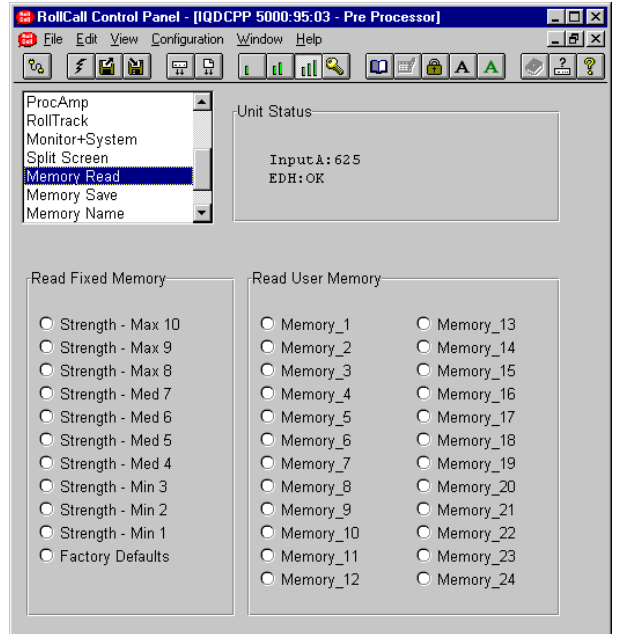 RollCall Control Panel - [IQDCPP 5000:95:03 - Pre Processor]
File Edit View Configuration Window Help
A A
ProcAmp
RollTrack
Monitor+System
Split Screen
Memory Read
Memory Save
Memory Name
Unit Status
InputA:625
EDH:OK
Read Fixed Memory
Strength - Max 10
Strength - Max 9
Strength - Max 8
Strength - Med 7
Strength - Med 6
Strength - Med 5
Strength - Med 4
Strength - Min 3
Strength - Min 2
Strength - Min 1
Factory Defaults
Read User Memory
Memory_1
Memory_2
Memory_3
Memory_4
Memory_5
Memory_6
Memory_7
Memory_8
Memory_9
Memory_10
Memory_11
Memory_12
Memory_13
Memory_14
Memory_15
Memory_16
Memory_17
Memory_18
Memory_19
Memory_20
Memory_21
Memory_22
Memory_23
Memory_24